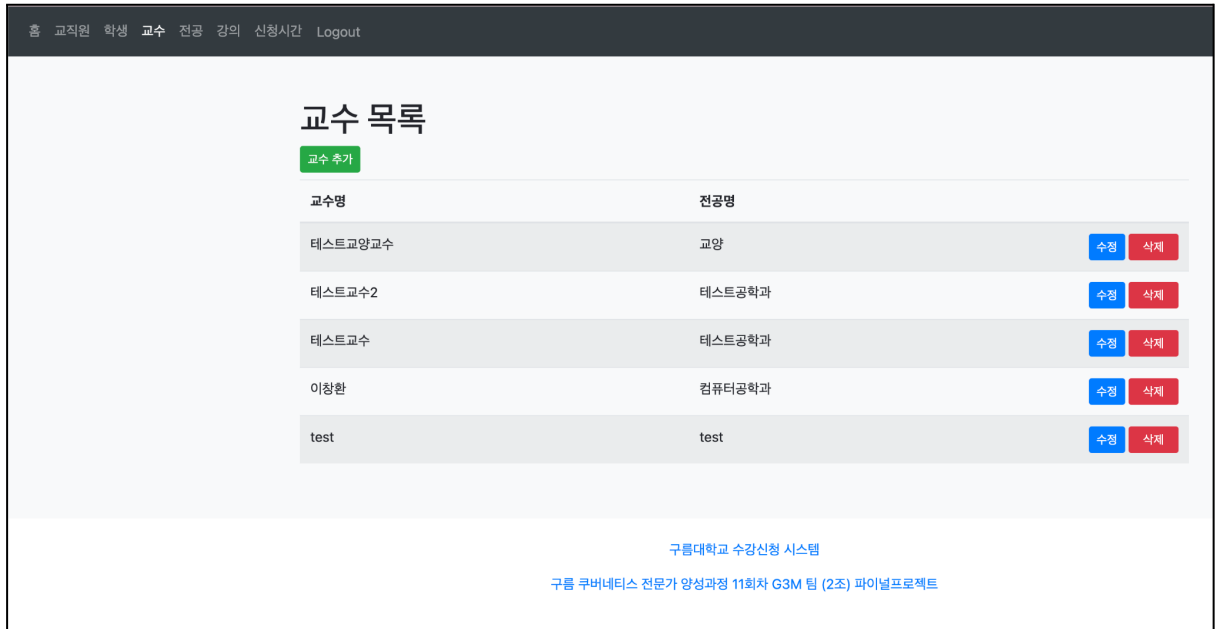 홈 교직원 학생 교수 전공 강의 신청시간 Logout
교수 목록
교수 추가
교수명 전공명
테스트교양교수 교양 수정 삭제
테스트교수2 테스트공학과 수정 삭제
테스트교수 테스트공학과 수정 삭제
이창환 컴퓨터공학과 수정 삭제
test test 수정 삭제
구름대학교 수강신청 시스템
구름 쿠버네티스 전문가 양성과정 11회차 G3M 팀 (2조) 파이널프로젝트